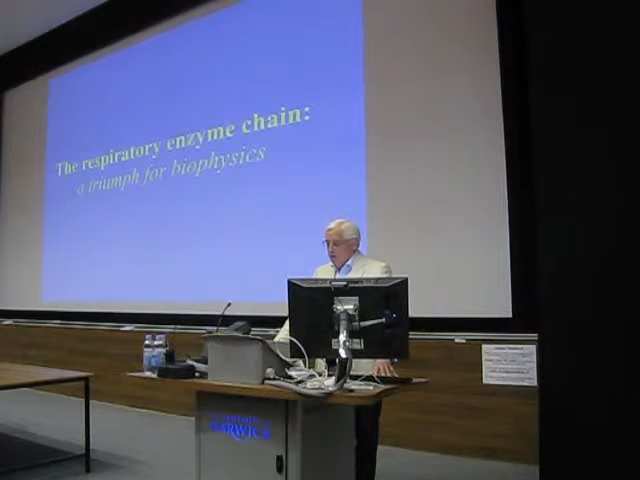 The respiratory enzyme chain:
a triumph for biophysics
WARWICK